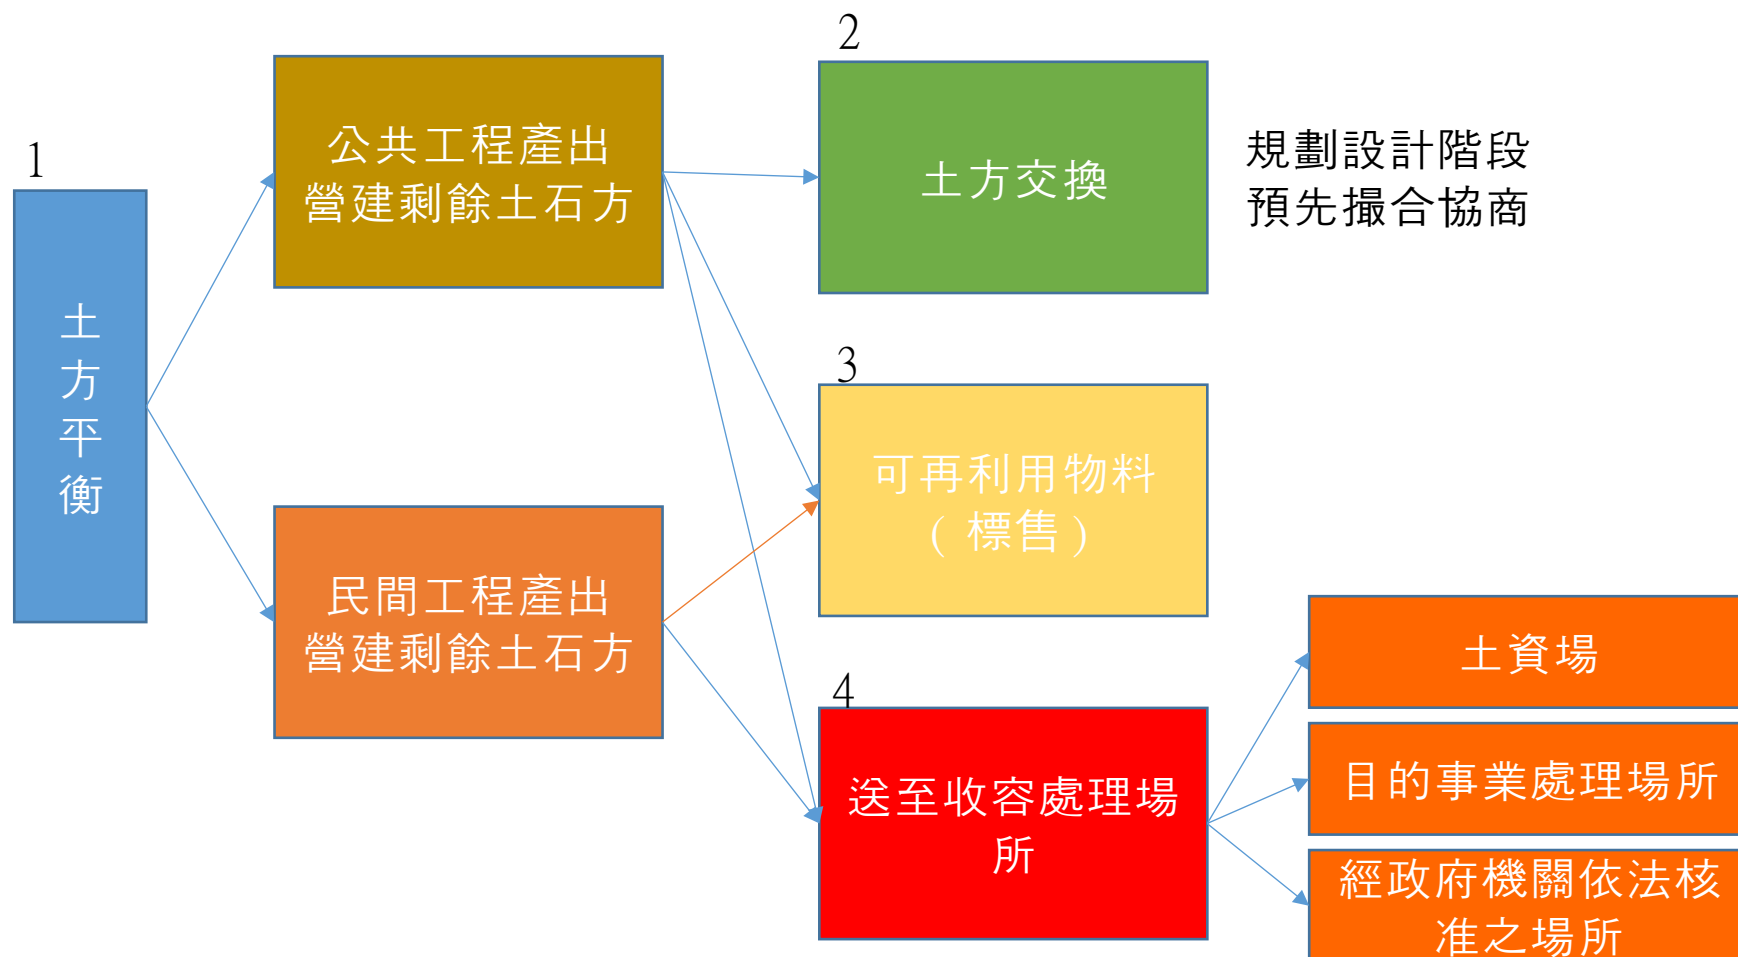 1
土
方
平
衡
公共工程產出
營建剩餘土石方
民間工程產出
營建剩餘土石方
2
土方交換
規劃設計階段
預先撮合協商
3
可再利用物料
(標售)
4
送至收容處理場
所
土資場
目的事業處理場所
經政府機關依法核
准之場所